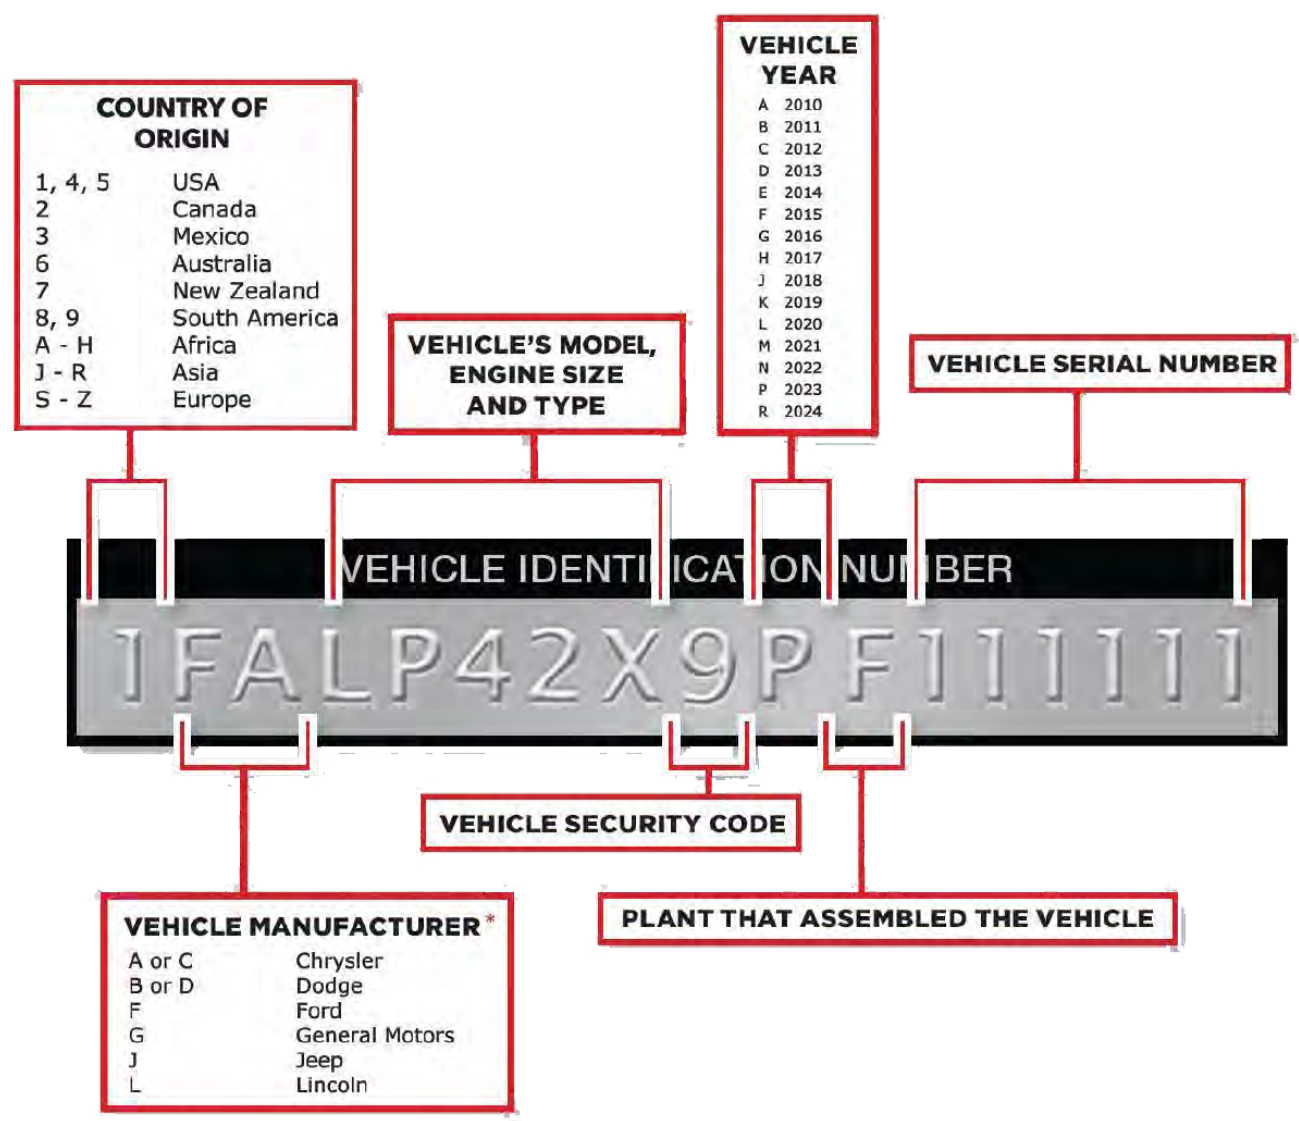 VEHICLE
YEAR
A 2010
B 2011
C 2012
D 2013
E 2014
F 2015
G 2016
H 2017
J 2018
K 2019
L 2020
M 2021
N 2022
P 2023
R 2024
COUNTRY OF
ORIGIN
1, 4, 5 USA
2 Canada
3 Mexico
6 Australia
7 New Zealand
8, 9 South America
A - H Africa
J - R Asia
S - Z Europe
VEHICLE'S MODEL,
ENGINE SIZE
AND TYPE
VEHICLE SERIAL NUMBER
VEHICLE IDENTIFICATION NUMBER
1FALP42X9PF111111
VEHICLE SECURITY CODE
PLANT THAT ASSEMBLED THE VEHICLE
VEHICLE MANUFACTURER*
A or C Chrysler
B or D Dodge
F Ford
G General Motors
J Jeep
L Lincoln